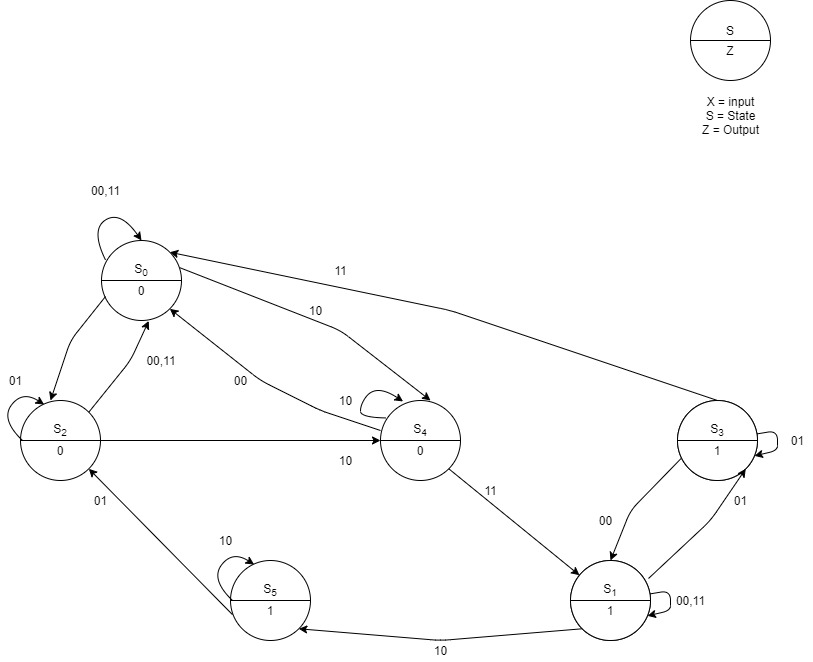 S
Z
X = input
S = State
Z = Output
00,11
S0
0
11
10
00,11
00
01
S2
0
10
10
S4
0
S3
1
01
01
11
00
01
10
S5
1
S1
1
00,11
10